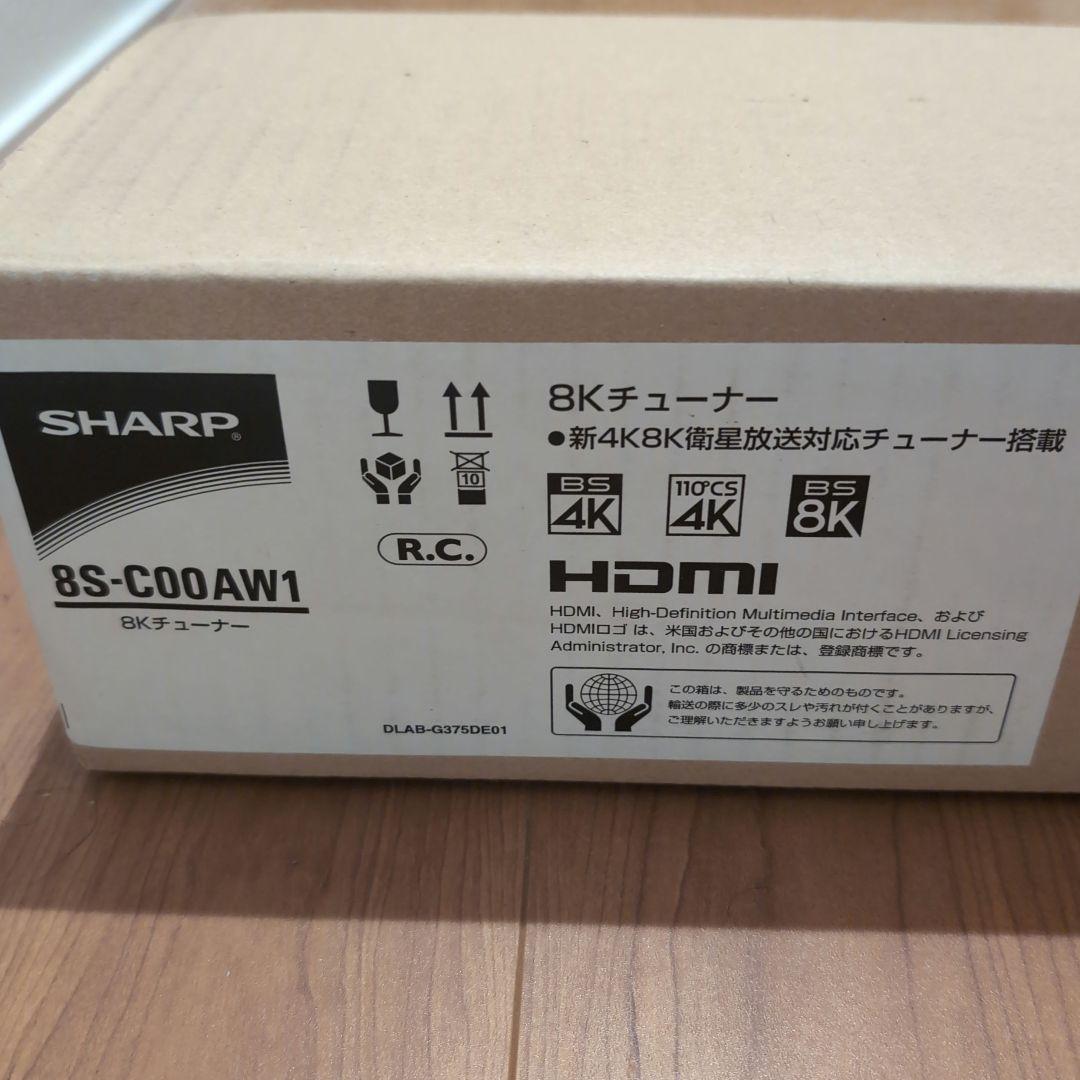 SHARP®
8S-C00AW1
8Kチューナー
10
R.C.
DLAB-G375DE01
8Kチューナー
●新4K8K衛星放送対応チューナー搭載
BS 4K
110°CS 4K
BS 8K
HDMI
HDMI、High-Definition Multimedia Interface、および
HDMIロゴ は、米国およびその他の国におけるHDMI Licensing
Administrator, Inc. の商標または、登録商標です。
この箱は、製品を守るためのものです。
輸送の際に多少のスレや汚れが付くことがありますが、
ご理解いただきますようお願い申し上げます。